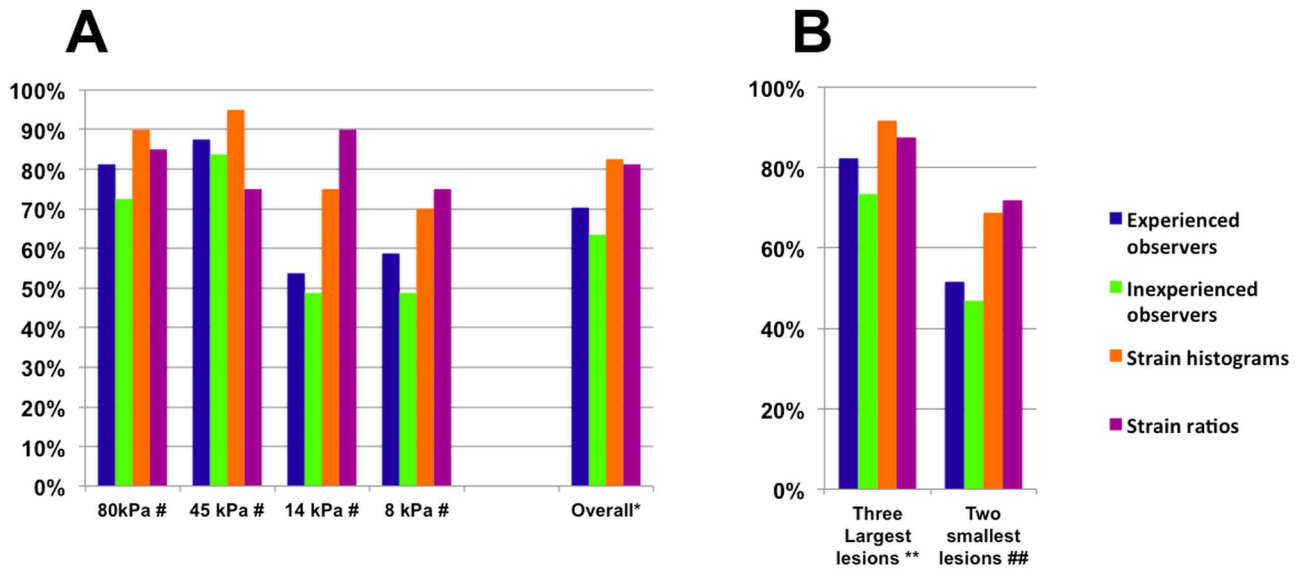 A
100%
90%
80%
70%
60%
50%
40%
30%
20%
10%
0%
80kPa #
45 kPa #
14 kPa #
8 kPa #
Overall*
B
100%
80%
60%
40%
20%
0%
Three
Largest
lesions **
Two
smallest
lesions ##
Experienced
observers
Inexperienced
observers
Strain histograms
Strain ratios